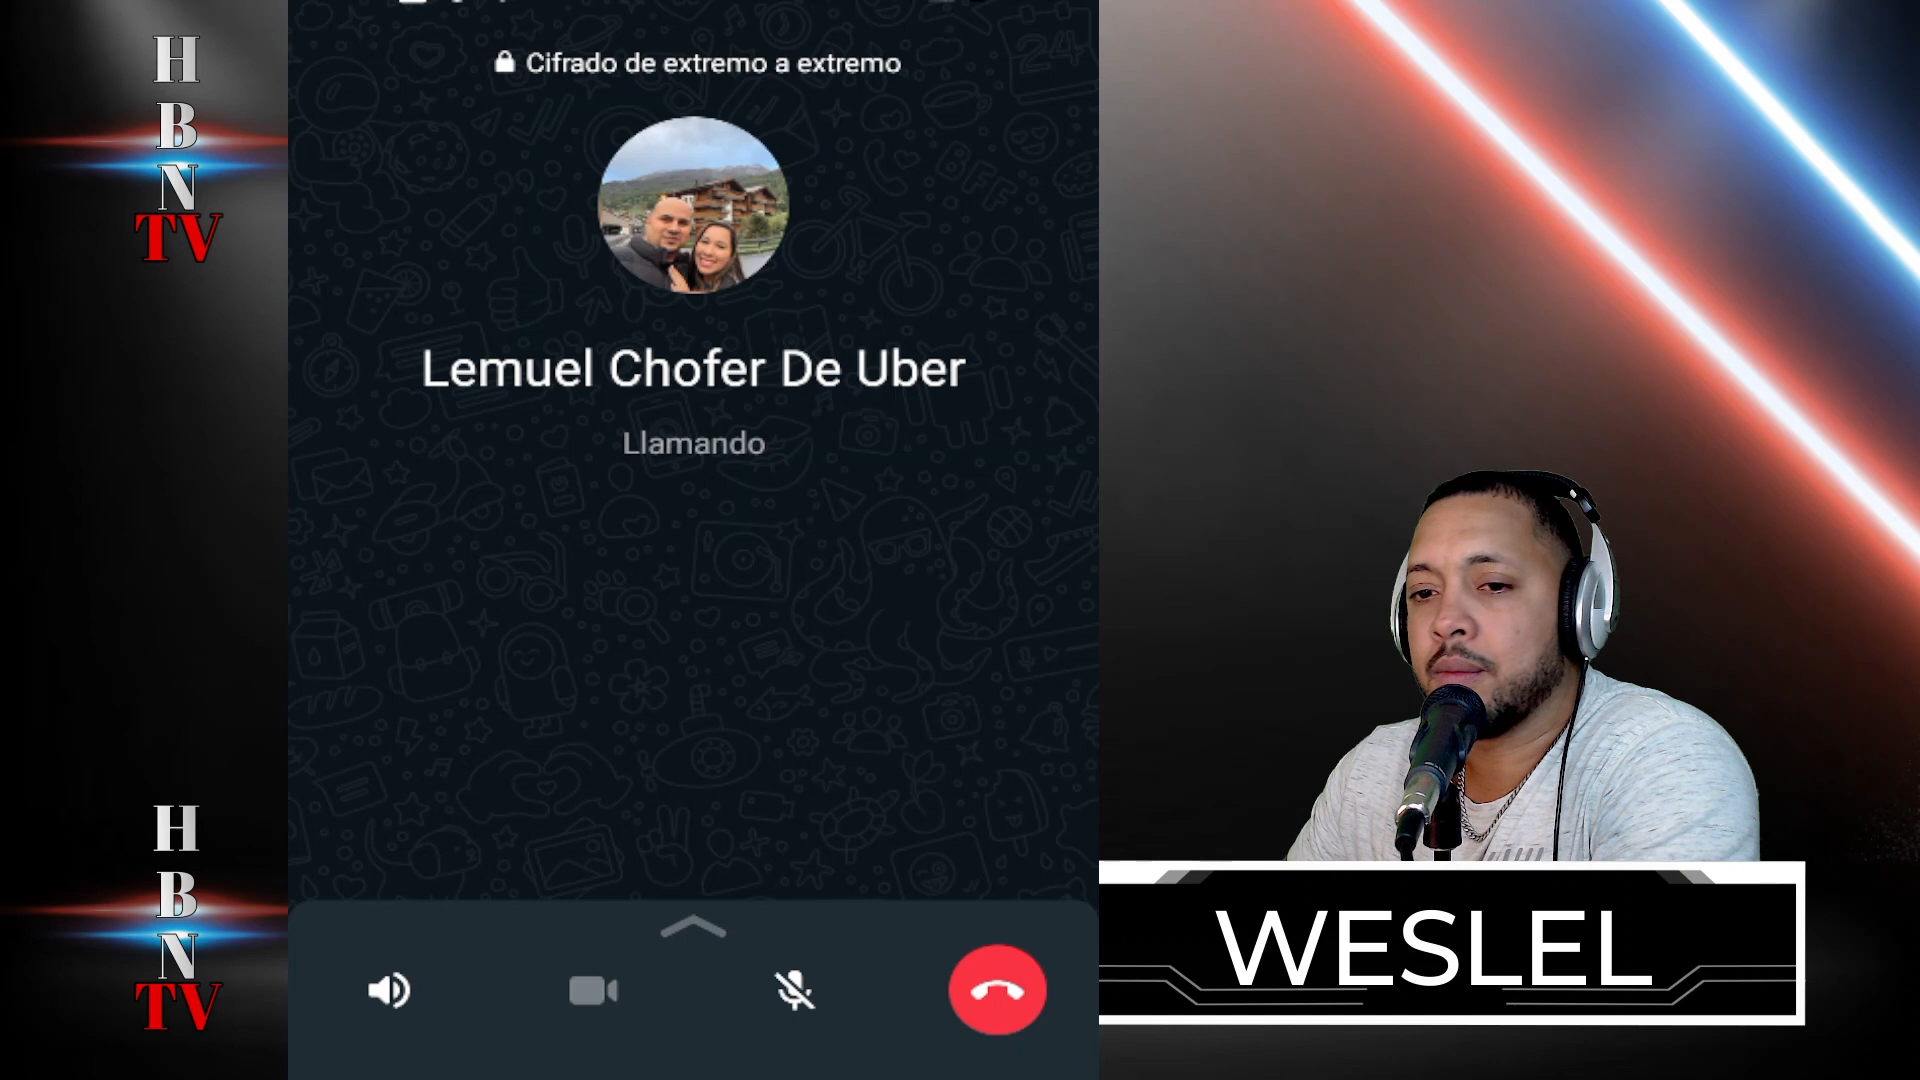 H
B
N
TV
Cifrado de extremo a extremo
Lemuel Chofer De Uber
Llamando
H
B
N
TV
WESLEL